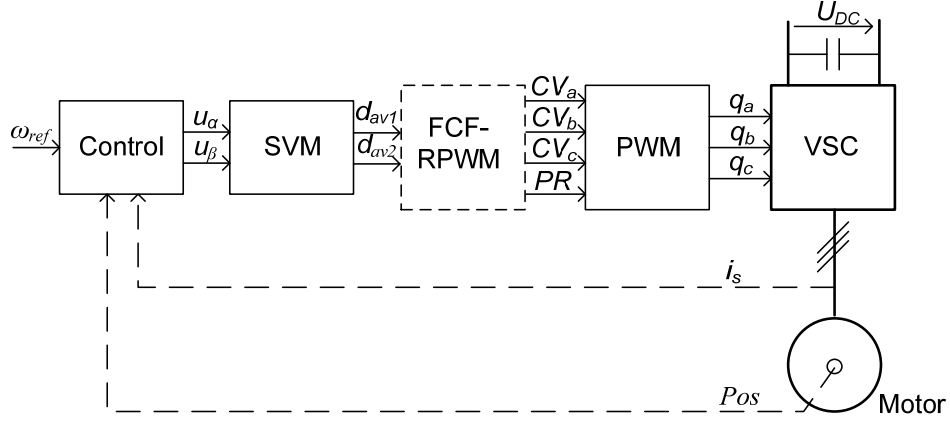 U_DC
ω_ref
Control
u_α
u_β
SVM
d_av1
d_av2
FCF-
RPWM
CV_a
CV_b
CV_c
PR
PWM
q_a
q_b
q_c
VSC
i_s
Pos
Motor